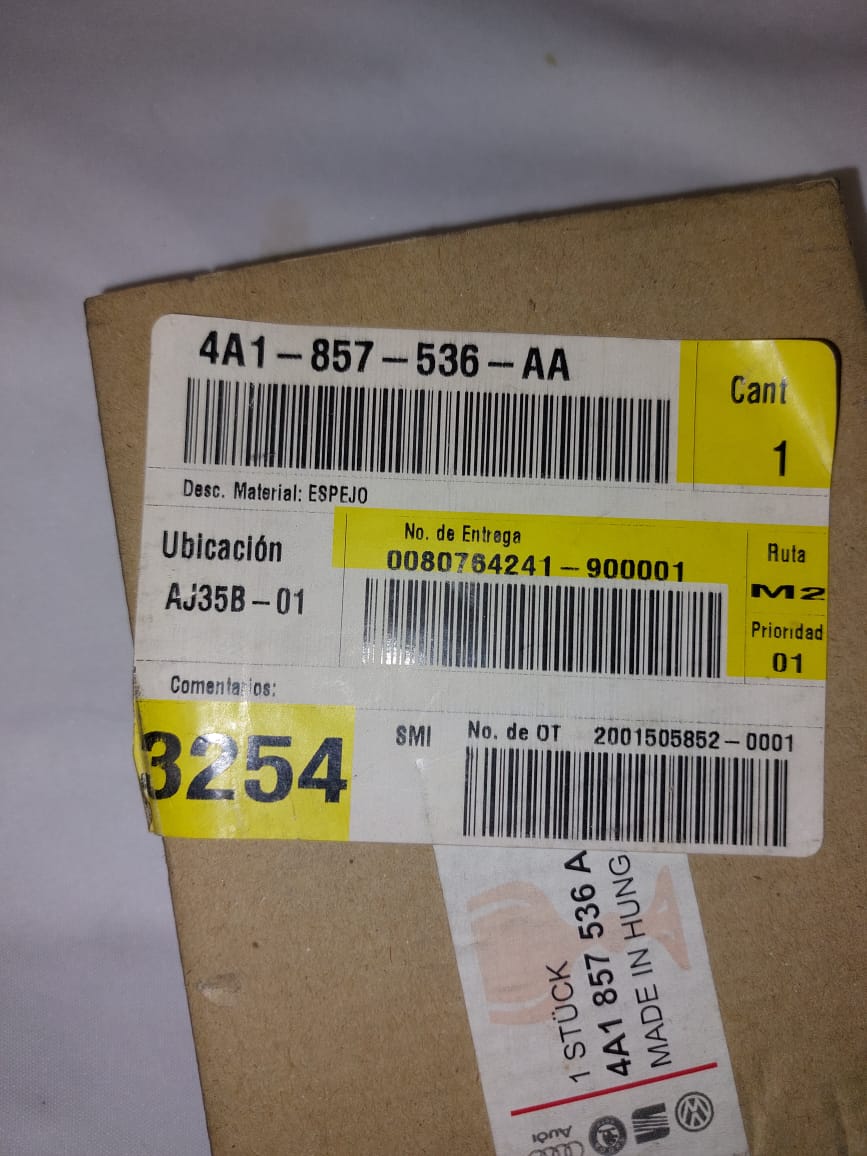 4A1-857-536-AA
Cant
1
Desc. Material: ESPEJO
Ubicación
AJ35B-01
No. de Entrega
0080764241-900001
Ruta
M2
Prioridad
01
Comentarios:
3254
SMI
No. de OT 2001505852-0001
1 STÜCK
4A1 857 536 A
MADE IN HUNG
Audi